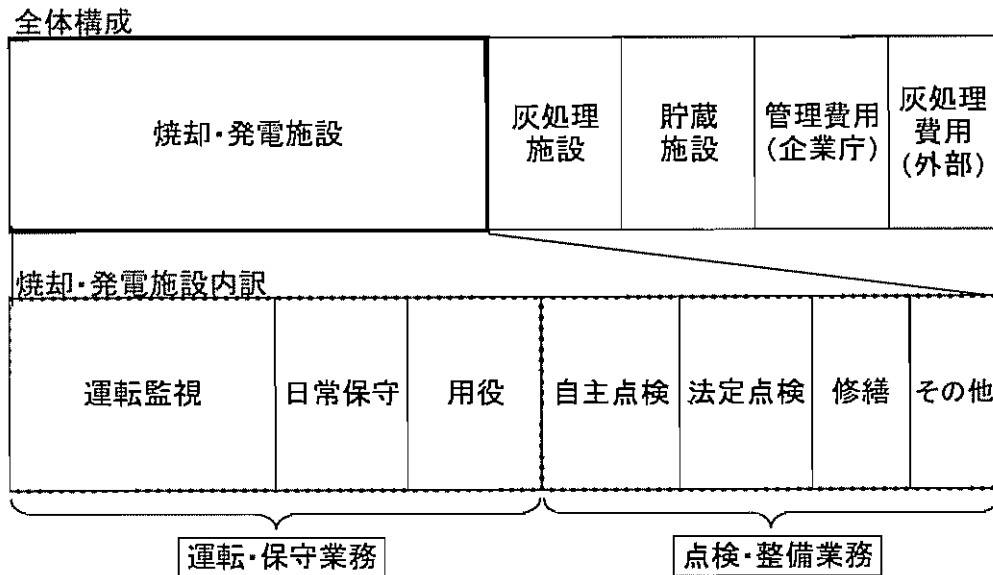 全体構成
焼却・発電施設
灰処理
施設
貯蔵
施設
管理費用
(企業庁)
灰処理
費用
(外部)
焼却・発電施設内訳
運転監視
日常保守
用役
自主点検
法定点検
修繕
その他
運転・保守業務
点検・整備業務